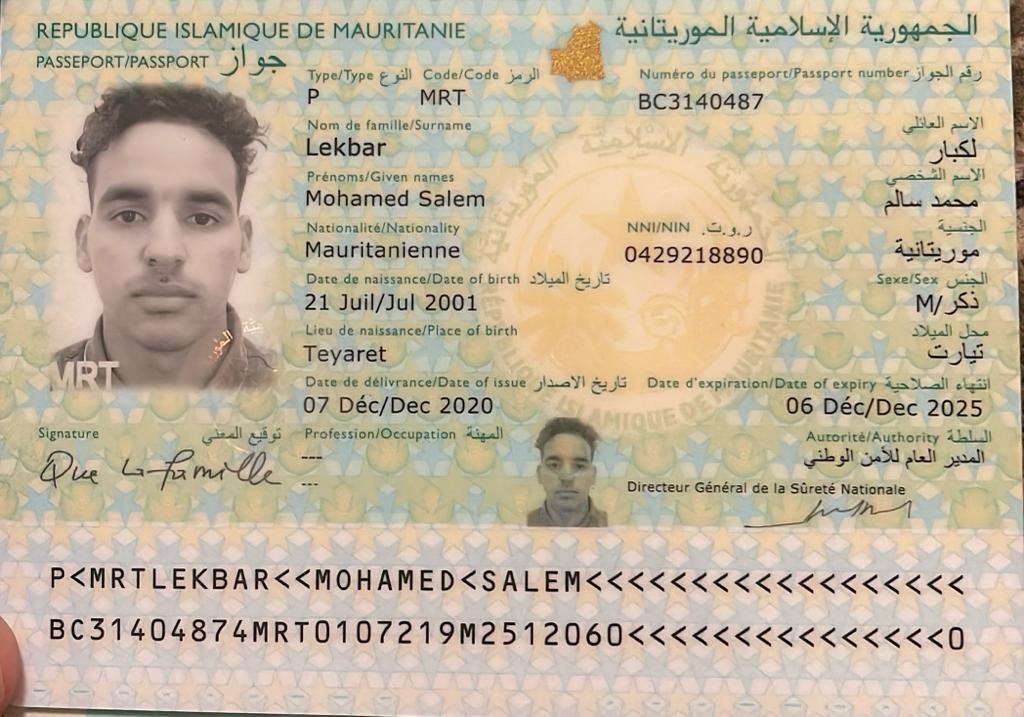 REPUBLIQUE ISLAMIQUE DE MAURITANIE الجمهورية الإسلامية الموريتانية
PASSEPORT/PASSPORT جواز
Type/Type النوع Code/Code الرمز Numéro du passeport/Passport number رقم الجواز
P MRT BC3140487
Nom de famille/Surname الاسم العائلي
Lekbar لكبار
Prénoms/Given names الاسم الشخصي
Mohamed Salem محمد سالم
Nationalité/Nationality NNI/NIN ر.و.ت. الجنسية
Mauritanienne 0429218890 موريتانية
Date de naissance/Date of birth تاريخ الميلاد Sexe/Sex الجنس
21 Juil/Jul 2001 M/ذكر
Lieu de naissance/Place of birth محل الميلاد
Teyaret تيارت
MRT
Date de délivrance/Date of issue تاريخ الاصدار Date d'expiration/Date of expiry انتهاء الصلاحية
07 Déc/Dec 2020 06 Déc/Dec 2025
Signature توقيع المعني Profession/Occupation المهنة Autorité/Authority السلطة
Que la famille --- المدير العام للأمن الوطني
--- Directeur Général de la Sûreté Nationale
P<MRTLEKBAR<<MOHAMED<SALEM<<<<<<<<<<<<<<<<<<
BC31404874MRT0107219M2512060<<<<<<<<<<<<<<<0